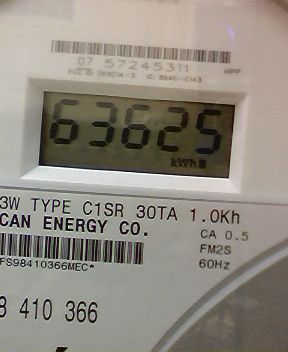 07 57245311
63625
kWh
3W TYPE C1SR 30TA 1.0Kh
CAN ENERGY CO.
CA 0.5
FM2S
FS98410366MEC*
60Hz
8 410 366